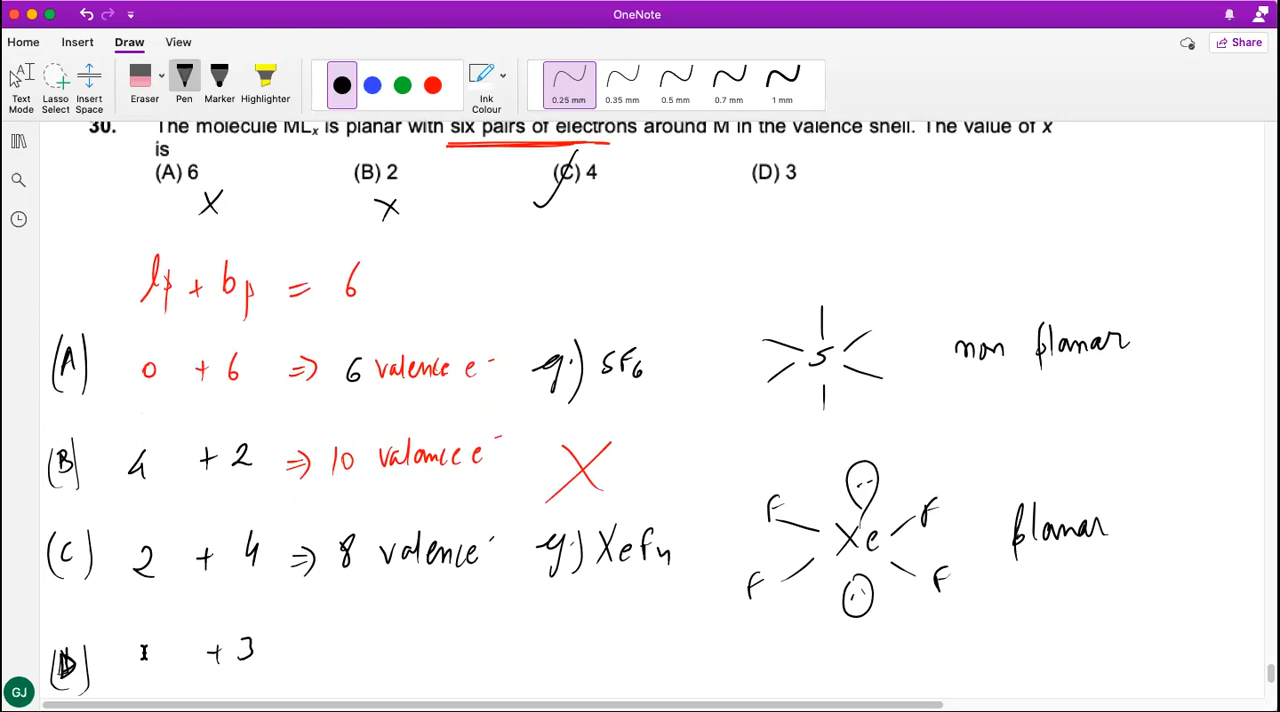 OneNote
Home Insert Draw View
Share
Text Mode
Lasso Select
Insert Space
Eraser
Pen
Marker
Highlighter
Ink Colour
0.25 mm
0.35 mm
0.5 mm
0.7 mm
1 mm
30. The molecule MLx is planar with six pairs of electrons around M in the valence shell. The value of x
is
(A) 6 (B) 2 (C) 4 (D) 3
X X ✓
lp + bp = 6
(A) 0 + 6 ⇒ 6 valence e- eg:) SF6 S non planar
(B) 4 + 2 ⇒ 10 valance e- X
(C) 2 + 4 ⇒ 8 valence- eg:) XeF4 F F Xe F F planar
(D) + 3
GJ